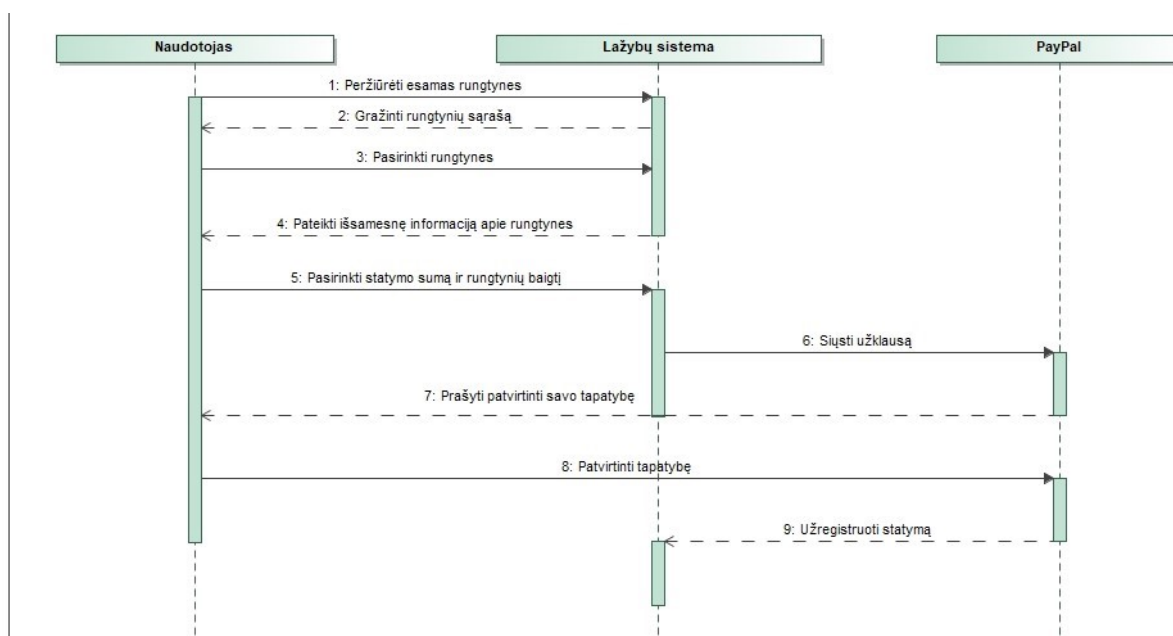 Naudotojas
Lažybų sistema
PayPal
1: Peržiūrėti esamas rungtynes
2: Gražinti rungtynių sąrašą
3: Pasirinkti rungtynes
4: Pateikti išsamesnę informaciją apie rungtynes
5: Pasirinkti statymo sumą ir rungtynių baigtį
6: Siųsti užklausą
7: Prašyti patvirtinti savo tapatybę
8: Patvirtinti tapatybę
9: Užregistruoti statymą